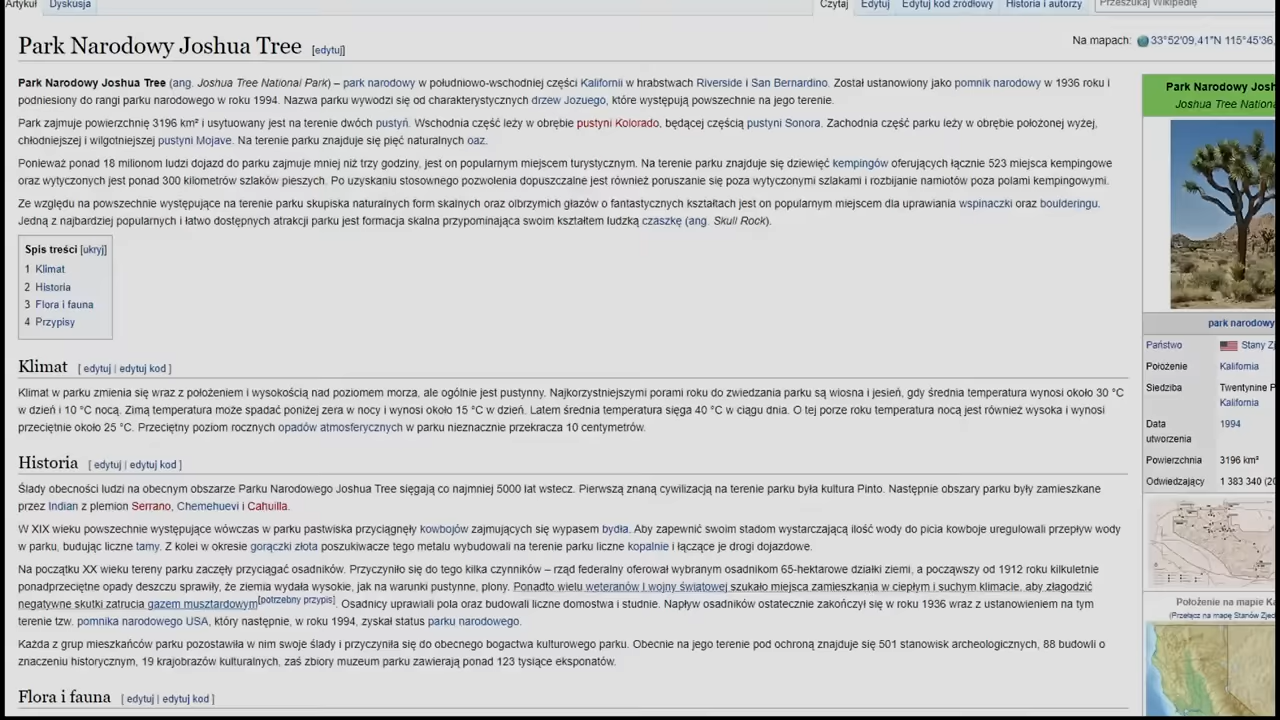 Artykuł Dyskusja Czytaj Edytuj Edytuj kod źródłowy Historia i autorzy Przeszukaj Wikipedię
Park Narodowy Joshua Tree [edytuj]
Na mapach: 33°52′09,41″N 115°45′36,
Park Narodowy Joshua Tree (ang. Joshua Tree National Park) – park narodowy w południowo-wschodniej części Kalifornii w hrabstwach Riverside i San Bernardino. Został ustanowiony jako pomnik narodowy w 1936 roku i
podniesiony do rangi parku narodowego w roku 1994. Nazwa parku wywodzi się od charakterystycznych drzew Jozuego, które występują powszechnie na jego terenie.
Park zajmuje powierzchnię 3196 km² i usytuowany jest na terenie dwóch pustyń. Wschodnia część leży w obrębie pustyni Kolorado, będącej częścią pustyni Sonora. Zachodnia część parku leży w obrębie położonej wyżej,
chłodniejszej i wilgotniejszej pustyni Mojave. Na terenie parku znajduje się pięć naturalnych oaz.
Ponieważ ponad 18 milionom ludzi dojazd do parku zajmuje mniej niż trzy godziny, jest on popularnym miejscem turystycznym. Na terenie parku znajduje się dziewięć kempingów oferujących łącznie 523 miejsca kempingowe
oraz wytyczonych jest ponad 300 kilometrów szlaków pieszych. Po uzyskaniu stosownego pozwolenia dopuszczalne jest również poruszanie się poza wytyczonymi szlakami i rozbijanie namiotów poza polami kempingowymi.
Ze względu na powszechnie występujące na terenie parku skupiska naturalnych form skalnych oraz olbrzymich głazów o fantastycznych kształtach jest on popularnym miejscem dla uprawiania wspinaczki oraz boulderingu.
Jedną z najbardziej popularnych i łatwo dostępnych atrakcji parku jest formacja skalna przypominająca swoim kształtem ludzką czaszkę (ang. Skull Rock).
Spis treści [ukryj]
1 Klimat
2 Historia
3 Flora i fauna
4 Przypisy
Klimat [ edytuj | edytuj kod ]
Klimat w parku zmienia się wraz z położeniem i wysokością nad poziomem morza, ale ogólnie jest pustynny. Najkorzystniejszymi porami roku do zwiedzania parku są wiosna i jesień, gdy średnia temperatura wynosi około 30 °C
w dzień i 10 °C nocą. Zimą temperatura może spadać poniżej zera w nocy i wynosi około 15 °C w dzień. Latem średnia temperatura sięga 40 °C w ciągu dnia. O tej porze roku temperatura nocą jest również wysoka i wynosi
przeciętnie około 25 °C. Przeciętny poziom rocznych opadów atmosferycznych w parku nieznacznie przekracza 10 centymetrów.
Historia [ edytuj | edytuj kod ]
Ślady obecności ludzi na obecnym obszarze Parku Narodowego Joshua Tree sięgają co najmniej 5000 lat wstecz. Pierwszą znaną cywilizacją na terenie parku była kultura Pinto. Następnie obszary parku były zamieszkane
przez Indian z plemion Serrano, Chemehuevi i Cahuilla.
W XIX wieku powszechnie występujące wówczas w parku pastwiska przyciągnęły kowbojów zajmujących się wypasem bydła. Aby zapewnić swoim stadom wystarczającą ilość wody do picia kowboje uregulowali przepływ wody
w parku, budując liczne tamy. Z kolei w okresie gorączki złota poszukiwacze tego metalu wybudowali na terenie parku liczne kopalnie i łączące je drogi dojazdowe.
Na początku XX wieku tereny parku zaczęły przyciągać osadników. Przyczyniło się do tego kilka czynników – rząd federalny oferował wybranym osadnikom 65-hektarowe działki ziemi, a począwszy od 1912 roku kilkuletnie
ponadprzeciętne opady deszczu sprawiły, że ziemia wydała wysokie, jak na warunki pustynne, plony. Ponadto wielu weteranów I wojny światowej szukało miejsca zamieszkania w ciepłym i suchym klimacie, aby złagodzić
negatywne skutki zatrucia gazem musztardowym[potrzebny przypis]. Osadnicy uprawiali pola oraz budowali liczne domostwa i studnie. Napływ osadników ostatecznie zakończył się w roku 1936 wraz z ustanowieniem na tym
terenie tzw. pomnika narodowego USA, który następnie, w roku 1994, zyskał status parku narodowego.
Każda z grup mieszkańców parku pozostawiła w nim swoje ślady i przyczyniła się do obecnego bogactwa kulturowego parku. Obecnie na jego terenie pod ochroną znajduje się 501 stanowisk archeologicznych, 88 budowli o
znaczeniu historycznym, 19 krajobrazów kulturalnych, zaś zbiory muzeum parku zawierają ponad 123 tysiące eksponatów.
Flora i fauna [ edytuj | edytuj kod ]
Park Narodowy Josh
Joshua Tree Nationa
park narodowy
Państwo Stany Zj
Położenie Kalifornia
Siedziba Twentynine P
Kalifornia
Data 1994
utworzenia
Powierzchnia 3196 km²
Odwiedzający 1 383 340 (20
Położenie na mapie Ka
(Przełącz na mapę Stanów Zjed